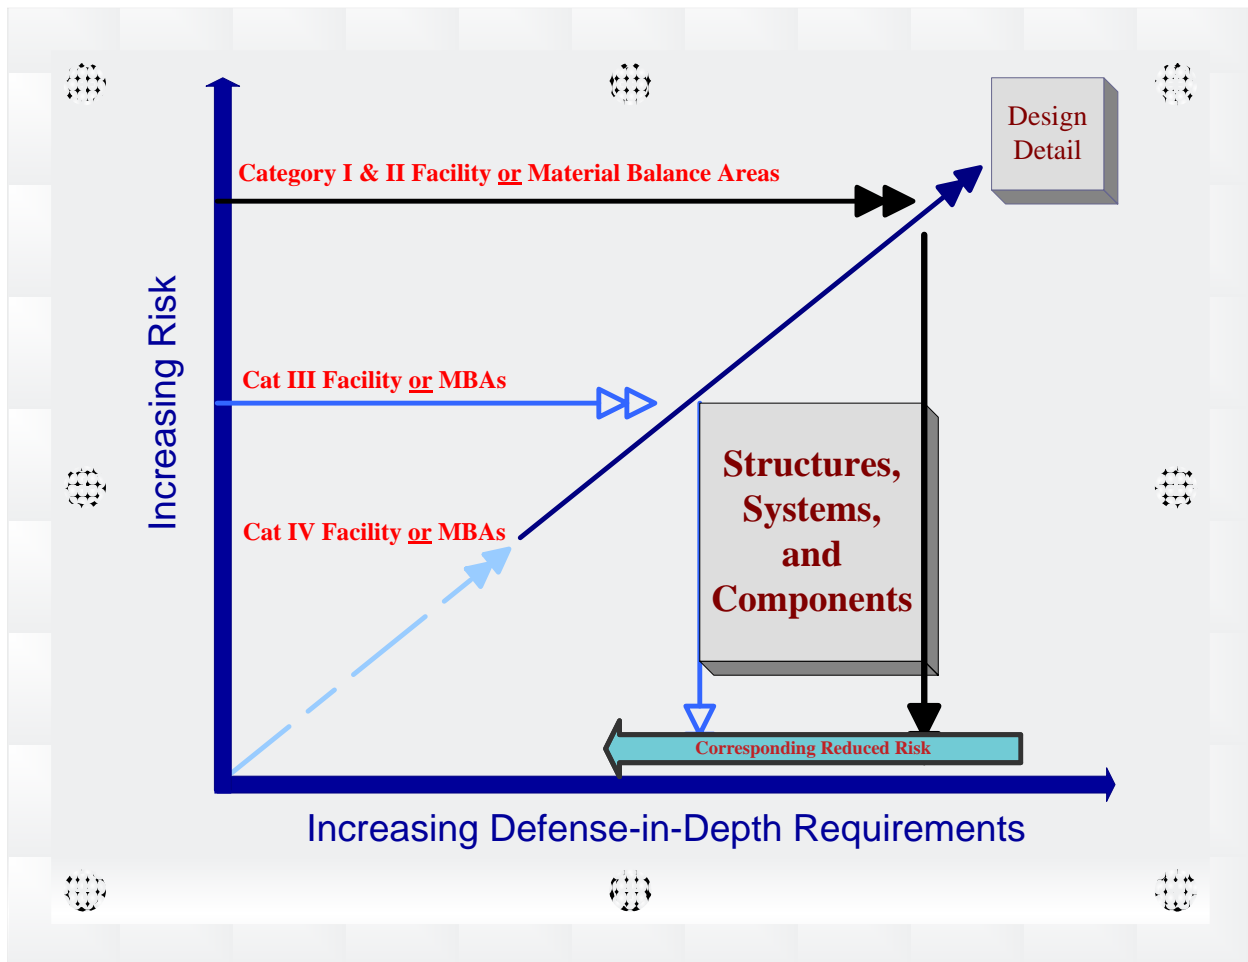 Design
Detail
Category I & II Facility or Material Balance Areas
Increasing Risk
Cat III Facility or MBAs
Structures,
Systems,
and
Components
Cat IV Facility or MBAs
Corresponding Reduced Risk
Increasing Defense-in-Depth Requirements